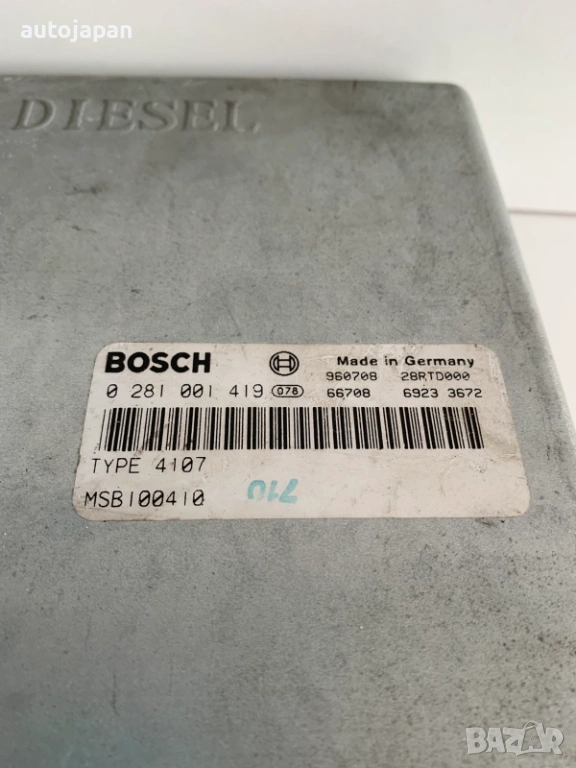 autojapan
DIESEL
BOSCH Made in Germany
960708 28RTD000
0 281 001 419 078 66708 6923 3672
TYPE 4107
MSB100410 710
BAZAR